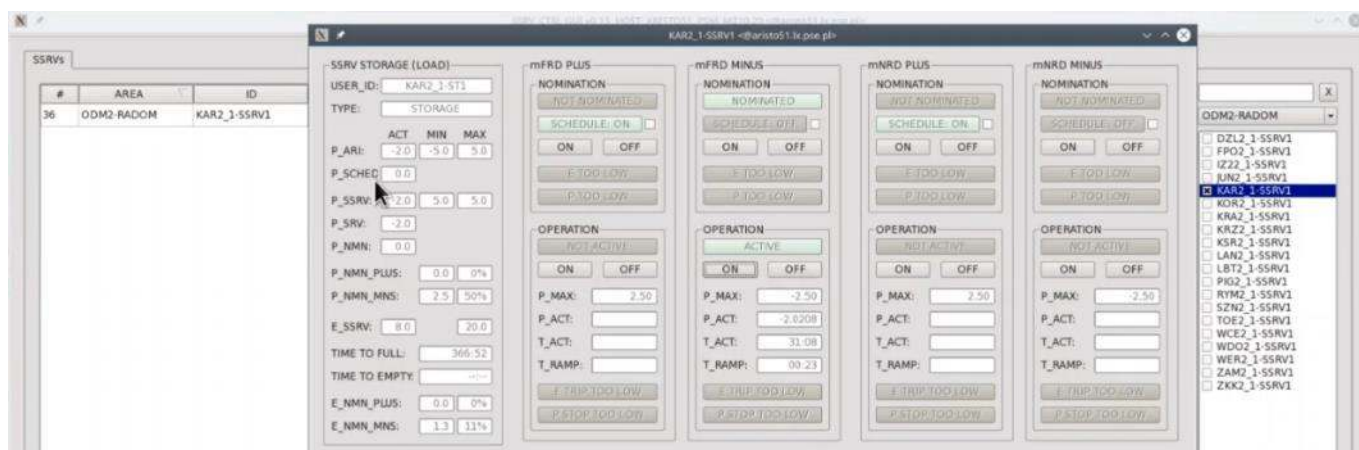 KAR2_1-SSRV1 <@aristo51.lx.pse.pl>
SSRVs
# AREA ID
36 ODM2-RADOM KAR2_1-SSRV1
SSRV STORAGE (LOAD)
USER_ID: KAR2_1-ST1
TYPE: STORAGE
ACT MIN MAX
P_ARI: -2.0 -5.0 5.0
P_SCHED 0.0
P_SSRV: -2.0 5.0 5.0
P_SRV: -2.0
P_NMN: 0.0
P_NMN_PLUS: 0.0 0%
P_NMN_MNS: 2.5 50%
E_SSRV: 8.0 20.0
TIME TO FULL: 366:52
TIME TO EMPTY: --:--
E_NMN_PLUS: 0.0 0%
E_NMN_MNS: 1.3 11%
mFRD PLUS
NOMINATION
NOT NOMINATED
SCHEDULE: ON
ON OFF
E TOO LOW
P TOO LOW
OPERATION
NOT ACTIVE
ON OFF
P_MAX: 2.50
P_ACT:
T_ACT:
T_RAMP:
E TRIP TOO LOW
P STOP TOO LOW
mFRD MINUS
NOMINATION
NOMINATED
SCHEDULE: OFF
ON OFF
E TOO LOW
P TOO LOW
OPERATION
ACTIVE
ON OFF
P_MAX: -2.50
P_ACT: -2.0208
T_ACT: 31:08
T_RAMP: 00:23
E TRIP TOO LOW
P STOP TOO LOW
mNRD PLUS
NOMINATION
NOT NOMINATED
SCHEDULE: ON
ON OFF
E TOO LOW
P TOO LOW
OPERATION
NOT ACTIVE
ON OFF
P_MAX: 2.50
P_ACT:
T_ACT:
T_RAMP:
E TRIP TOO LOW
P STOP TOO LOW
mNRD MINUS
NOMINATION
NOT NOMINATED
SCHEDULE: OFF
ON OFF
E TOO LOW
P TOO LOW
OPERATION
NOT ACTIVE
ON OFF
P_MAX: -2.50
P_ACT:
T_ACT:
T_RAMP:
E TRIP TOO LOW
P STOP TOO LOW
X
ODM2-RADOM
DZL2_1-SSRV1
FPO2_1-SSRV1
IZ22_1-SSRV1
JUN2_1-SSRV1
KAR2_1-SSRV1
KOR2_1-SSRV1
KRA2_1-SSRV1
KRZ2_1-SSRV1
KSR2_1-SSRV1
LAN2_1-SSRV1
LBT2_1-SSRV1
PIG2_1-SSRV1
RYM2_1-SSRV1
SZN2_1-SSRV1
TOE2_1-SSRV1
WCE2_1-SSRV1
WDO2_1-SSRV1
WER2_1-SSRV1
ZAM2_1-SSRV1
ZKK2_1-SSRV1